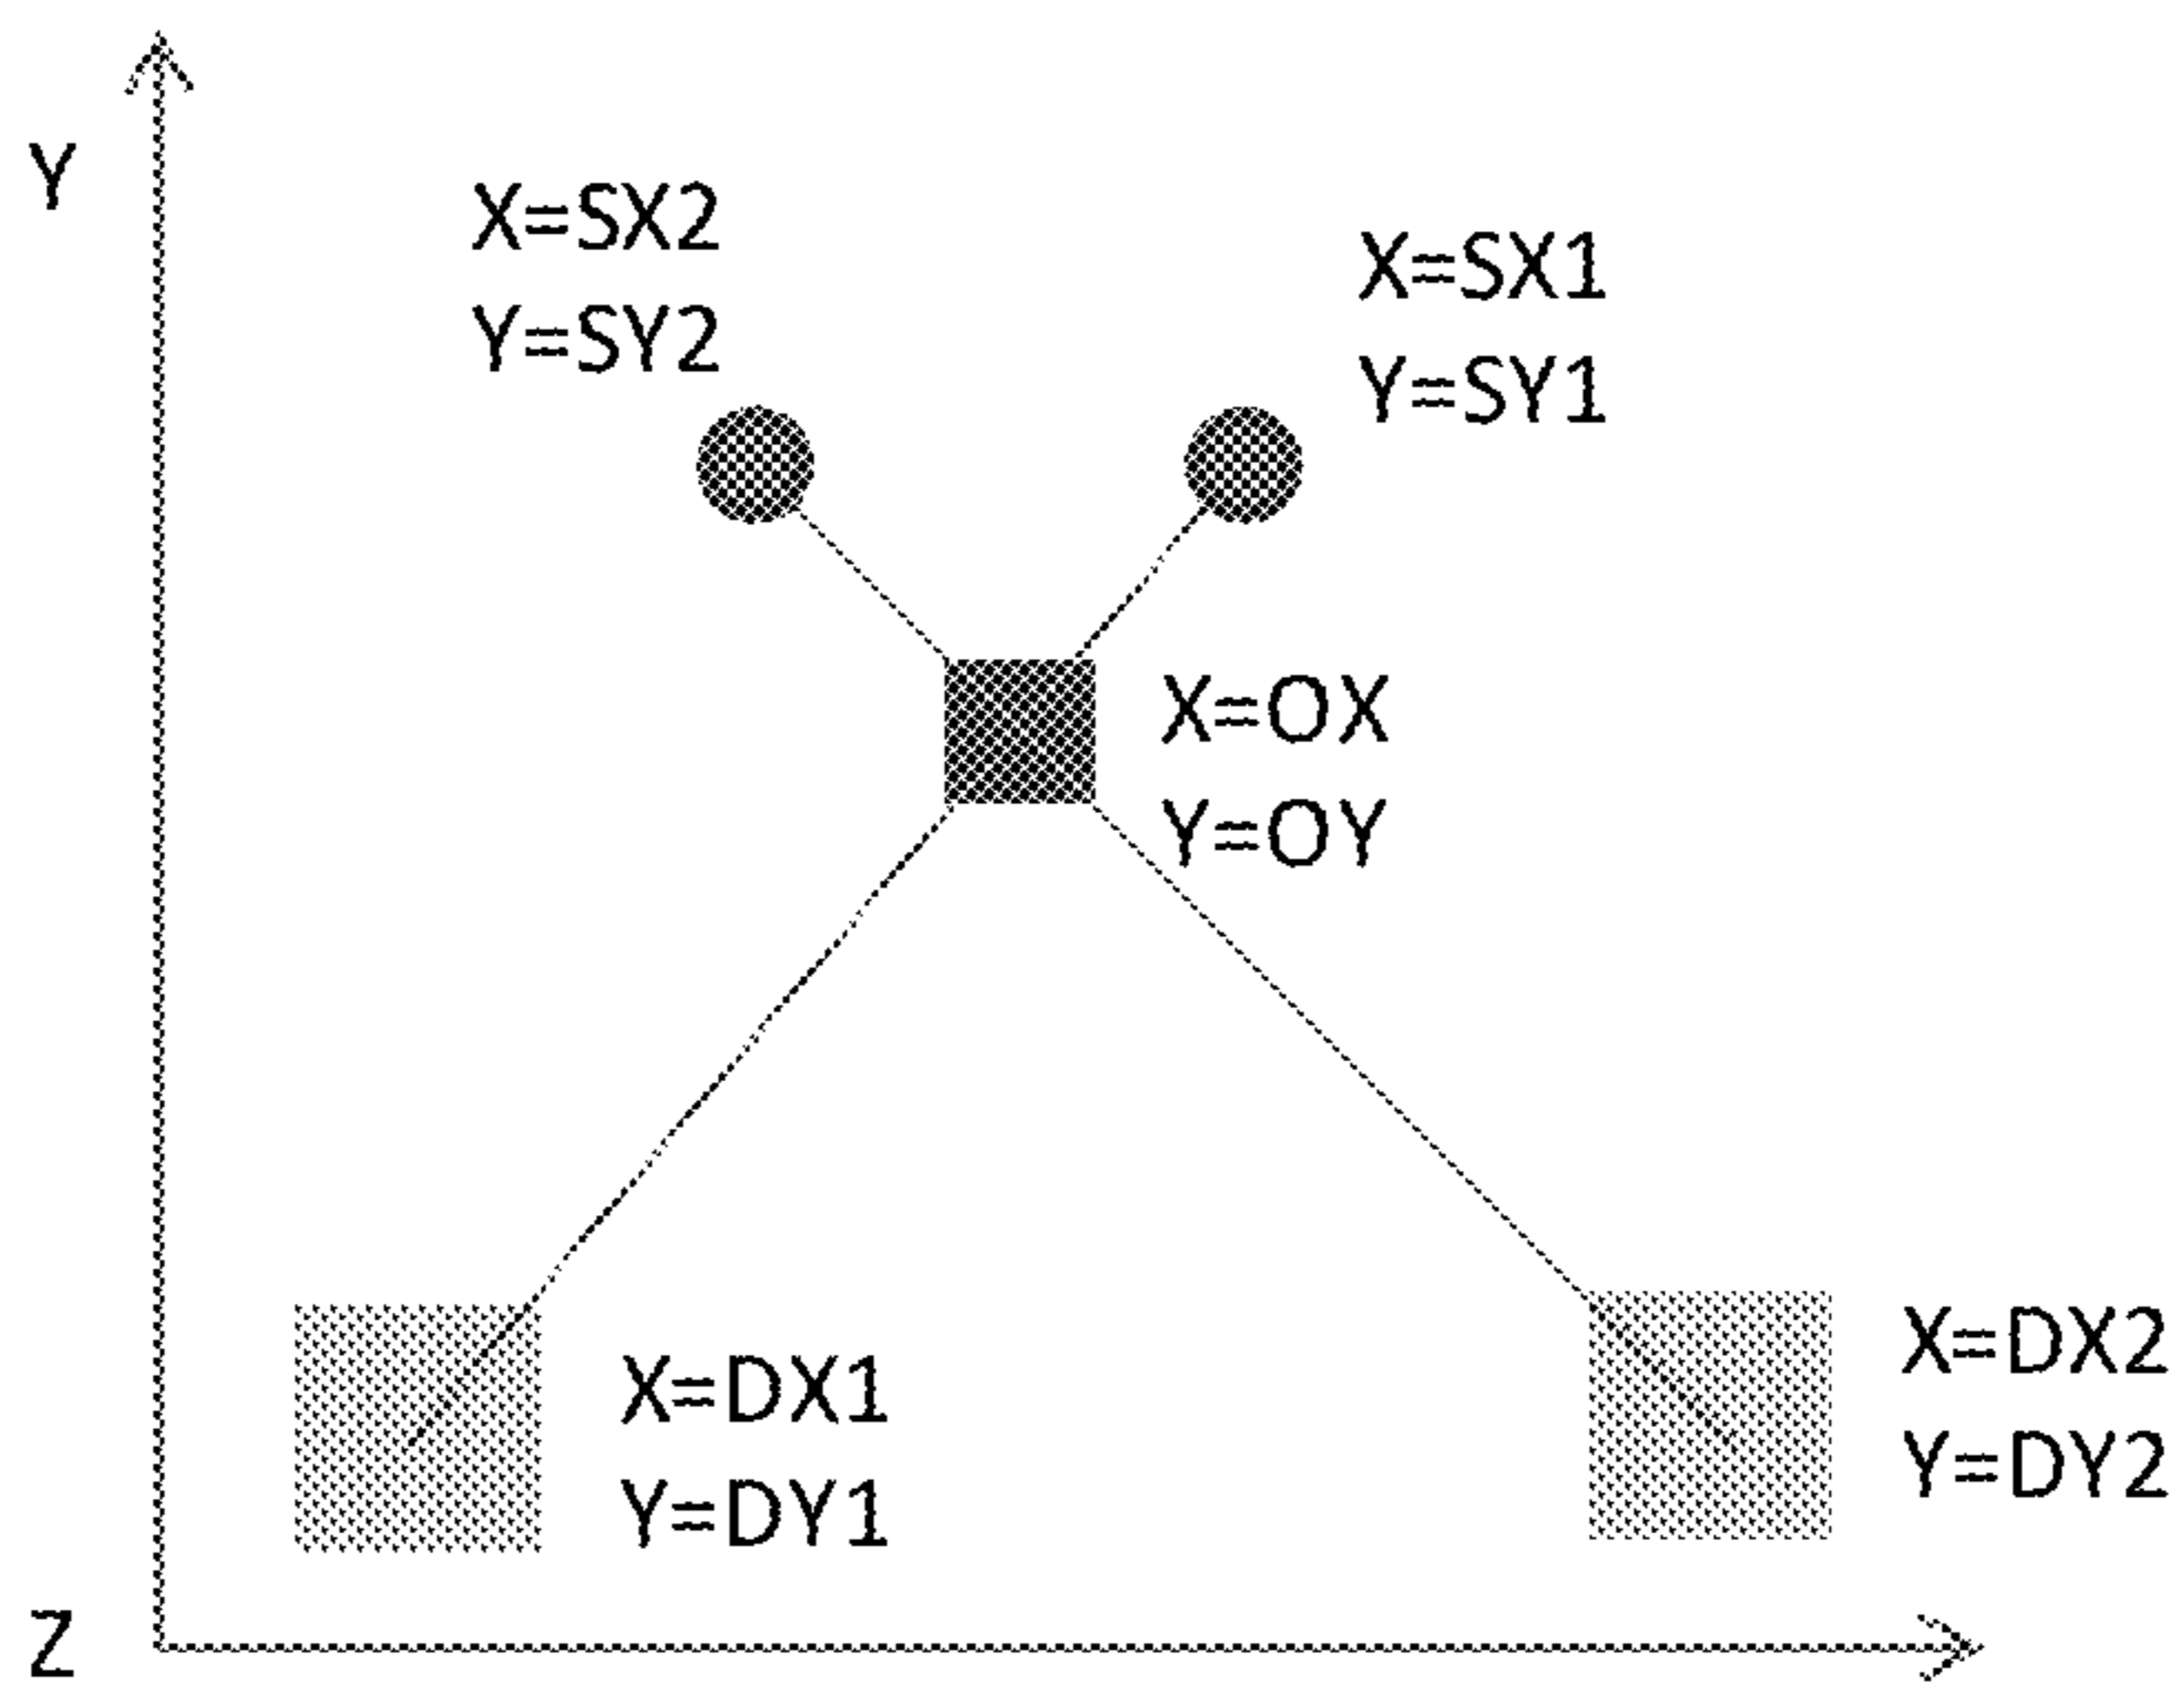 Y
X=SX2
Y=SY2
X=SX1
Y=SY1
X=OX
Y=OY
X=DX1
Y=DY1
X=DX2
Y=DY2
Z